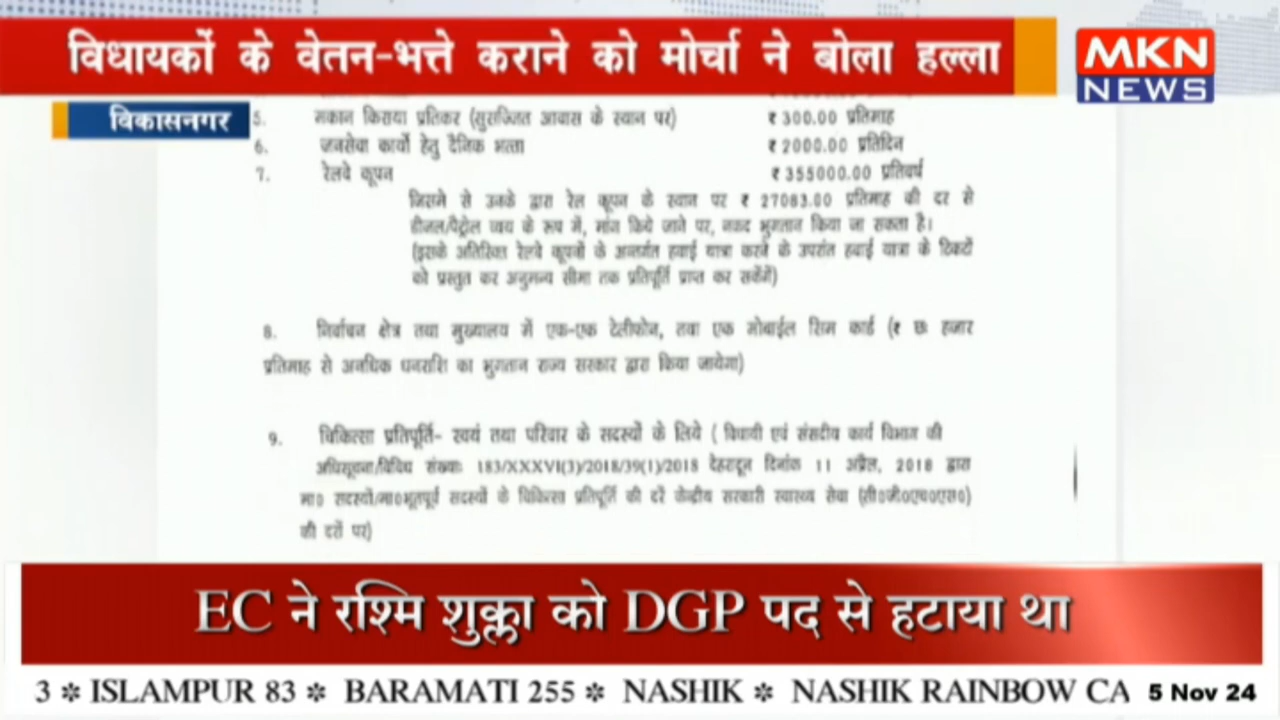 विधायकों के वेतन-भत्ते कराने को मोर्चा ने बोला हल्ला
MKN
NEWS
विकासनगर
5. मकान किराया प्रतिकर (सुसज्जित आवास के स्थान पर) ₹ 300.00 प्रतिमाह
6. जनसेवा कार्यों हेतु दैनिक भत्ता ₹ 2000.00 प्रतिदिन
7. रेलवे कूपन ₹ 355000.00 प्रतिवर्ष
जिसमे से उनके द्वारा रेल कूपन के स्थान पर ₹ 27083.00 प्रतिमाह की दर से
डीजल/पैट्रोल व्यय के रूप में, मांग किये जाने पर, नकद भुगतान किया जा सकता है।
(इसके अतिरिक्त रेलवे कूपनों के अन्तर्गत हवाई यात्रा करने के उपरांत हवाई यात्रा के टिकटों
को प्रस्तुत कर अनुमन्य सीमा तक प्रतिपूर्ति प्राप्त कर सकेंगें)
8. निर्वाचन क्षेत्र तथा मुख्यालय में एक-एक टेलीफोन, तथा एक मोबाईल सिम कार्ड (₹ छः हजार
प्रतिमाह से अनधिक धनराशि का भुगतान राज्य सरकार द्वारा किया जायेगा)
9. चिकित्सा प्रतिपूर्ति- स्वयं तथा परिवार के सदस्यों के लिये ( विधायी एवं संसदीय कार्य विभाग की
अधिसूचना/विविध संख्याः 183/XXXVI(3)/2018/39(1)/2018 देहरादून दिनांक 11 अप्रैल, 2018 द्वारा
मा0 सदस्यों/मा0भूतपूर्व सदस्यों के चिकित्सा प्रतिपूर्ति की दरें केन्द्रीय सरकारी स्वास्थ्य सेवा (सी0जी0एच0एस0)
की दरों पर)
EC ने रश्मि शुक्ला को DGP पद से हटाया था
3 ✻ ISLAMPUR 83 ✻ BARAMATI 255 ✻ NASHIK ✻ NASHIK RAINBOW CA 5 Nov 24